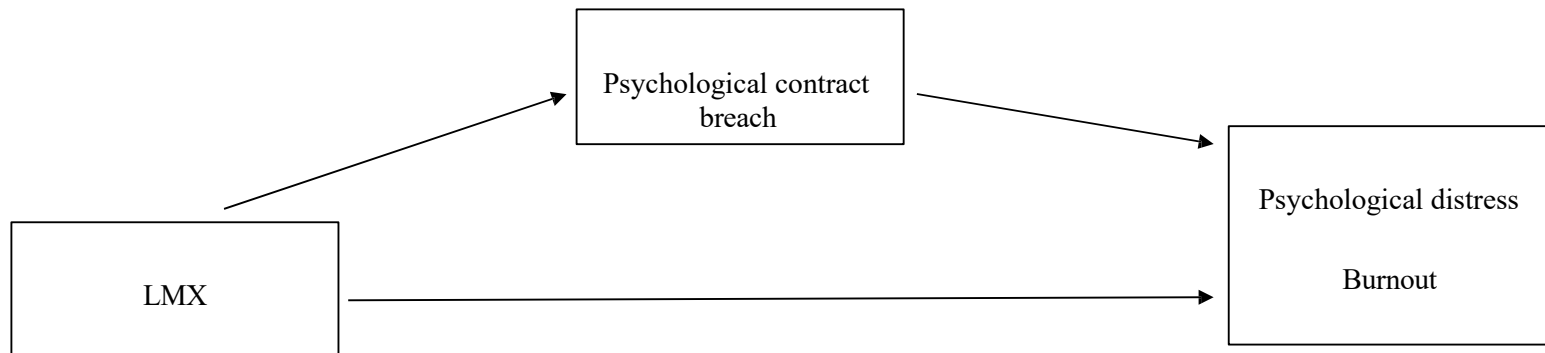 Psychological contract
breach
Psychological distress
LMX
Burnout